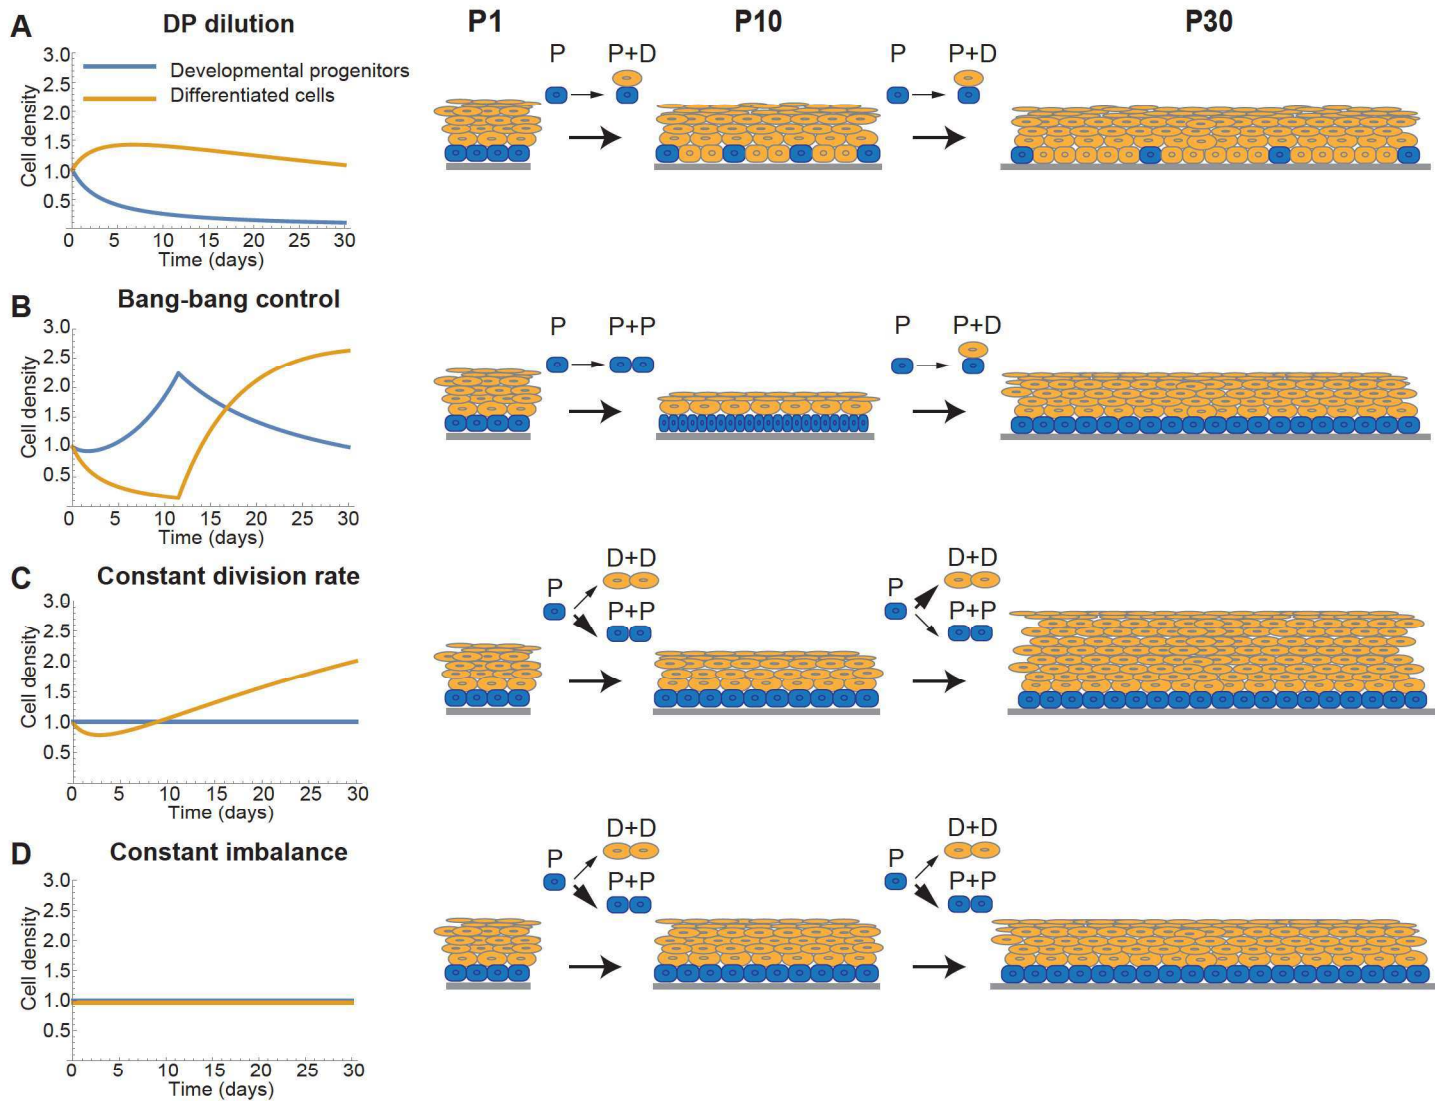 A
DP dilution
P1
P10
P30
Cell density
3.0
2.5
2.0
1.5
1.0
0.5
Developmental progenitors
Differentiated cells
0 5 10 15 20 25 30
Time (days)
P P+D
P P+D
B
Bang-bang control
Cell density
3.0
2.5
2.0
1.5
1.0
0.5
0 5 10 15 20 25 30
Time (days)
P P+P
P P+D
C
Constant division rate
Cell density
3.0
2.5
2.0
1.5
1.0
0.5
0 5 10 15 20 25 30
Time (days)
D+D
P
P+P
D+D
P
P+P
D
Constant imbalance
Cell density
3.0
2.5
2.0
1.5
1.0
0.5
0 5 10 15 20 25 30
Time (days)
D+D
P
P+P
D+D
P
P+P